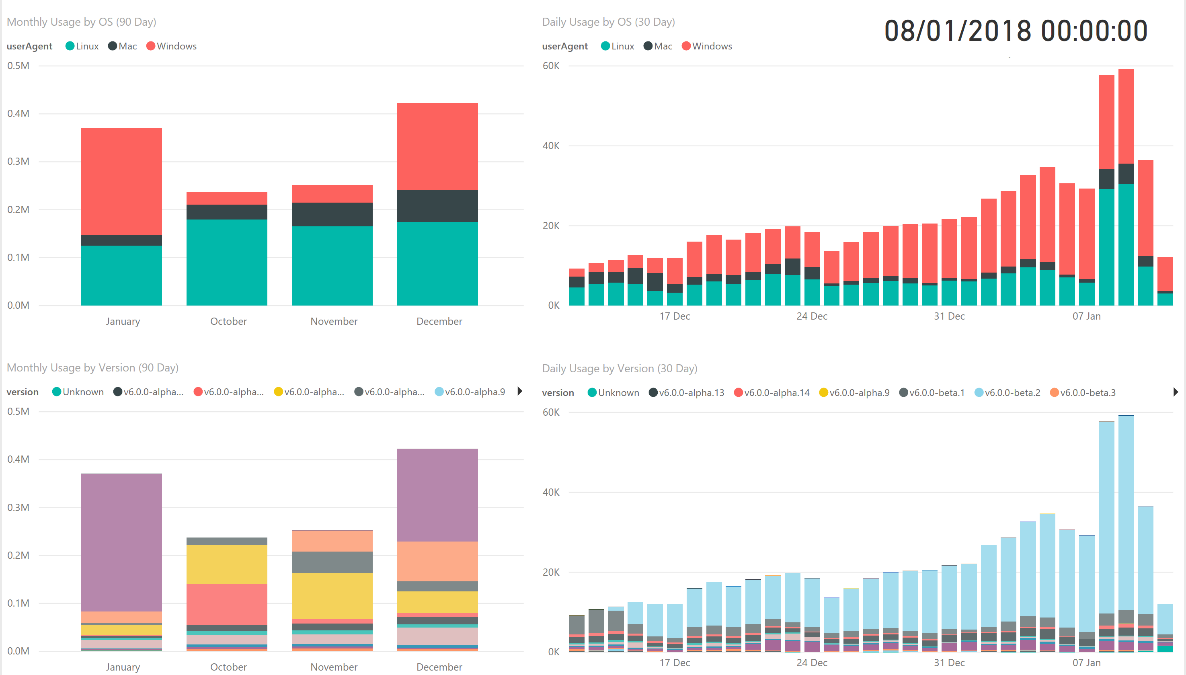 Monthly Usage by OS (90 Day)
userAgent Linux Mac Windows
0.5M
0.4M
0.3M
0.2M
0.1M
0.0M
January October November December
Daily Usage by OS (30 Day)
08/01/2018 00:00:00
userAgent Linux Mac Windows
60K
40K
20K
0K
17 Dec 24 Dec 31 Dec 07 Jan
Monthly Usage by Version (90 Day)
version Unknown v6.0.0-alpha... v6.0.0-alpha... v6.0.0-alpha... v6.0.0-alpha... v6.0.0-alpha.9
0.5M
0.4M
0.3M
0.2M
0.1M
0.0M
January October November December
Daily Usage by Version (30 Day)
version Unknown v6.0.0-alpha.13 v6.0.0-alpha.14 v6.0.0-alpha.9 v6.0.0-beta.1 v6.0.0-beta.2 v6.0.0-beta.3
60K
40K
20K
0K
17 Dec 24 Dec 31 Dec 07 Jan